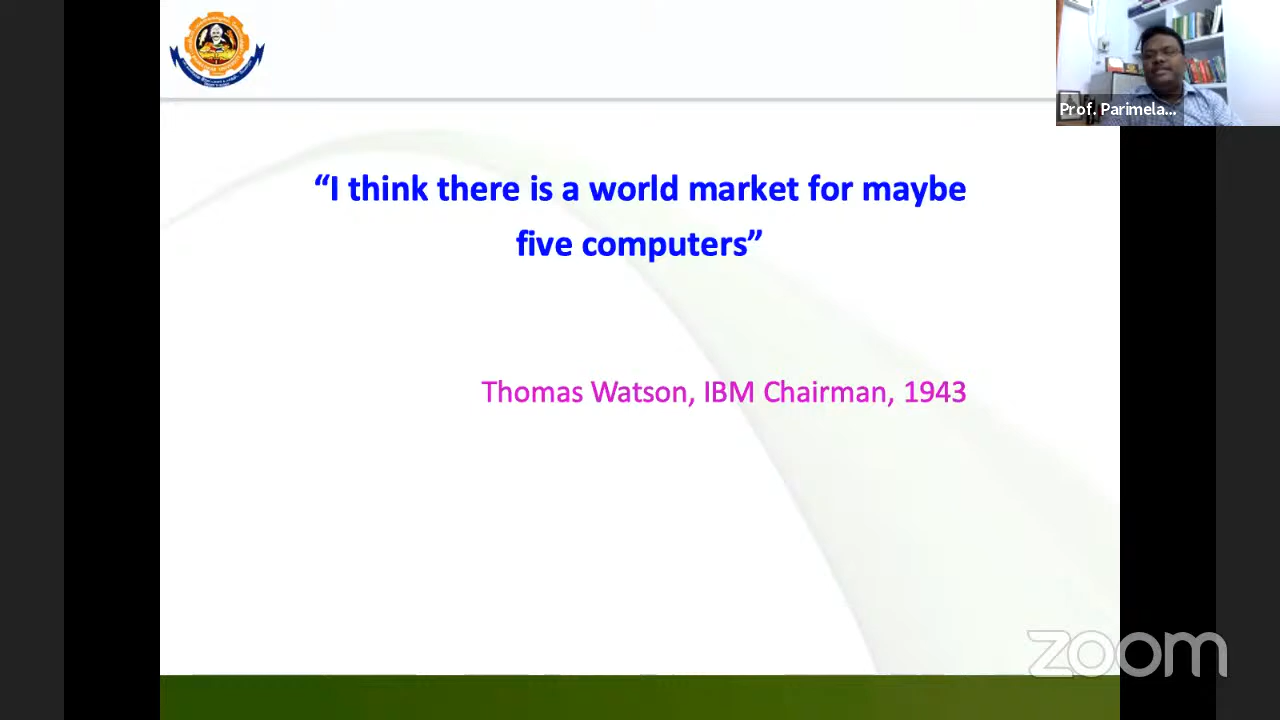 “I think there is a world market for maybe
five computers”
Thomas Watson, IBM Chairman, 1943
Prof. Parimela...
zoom